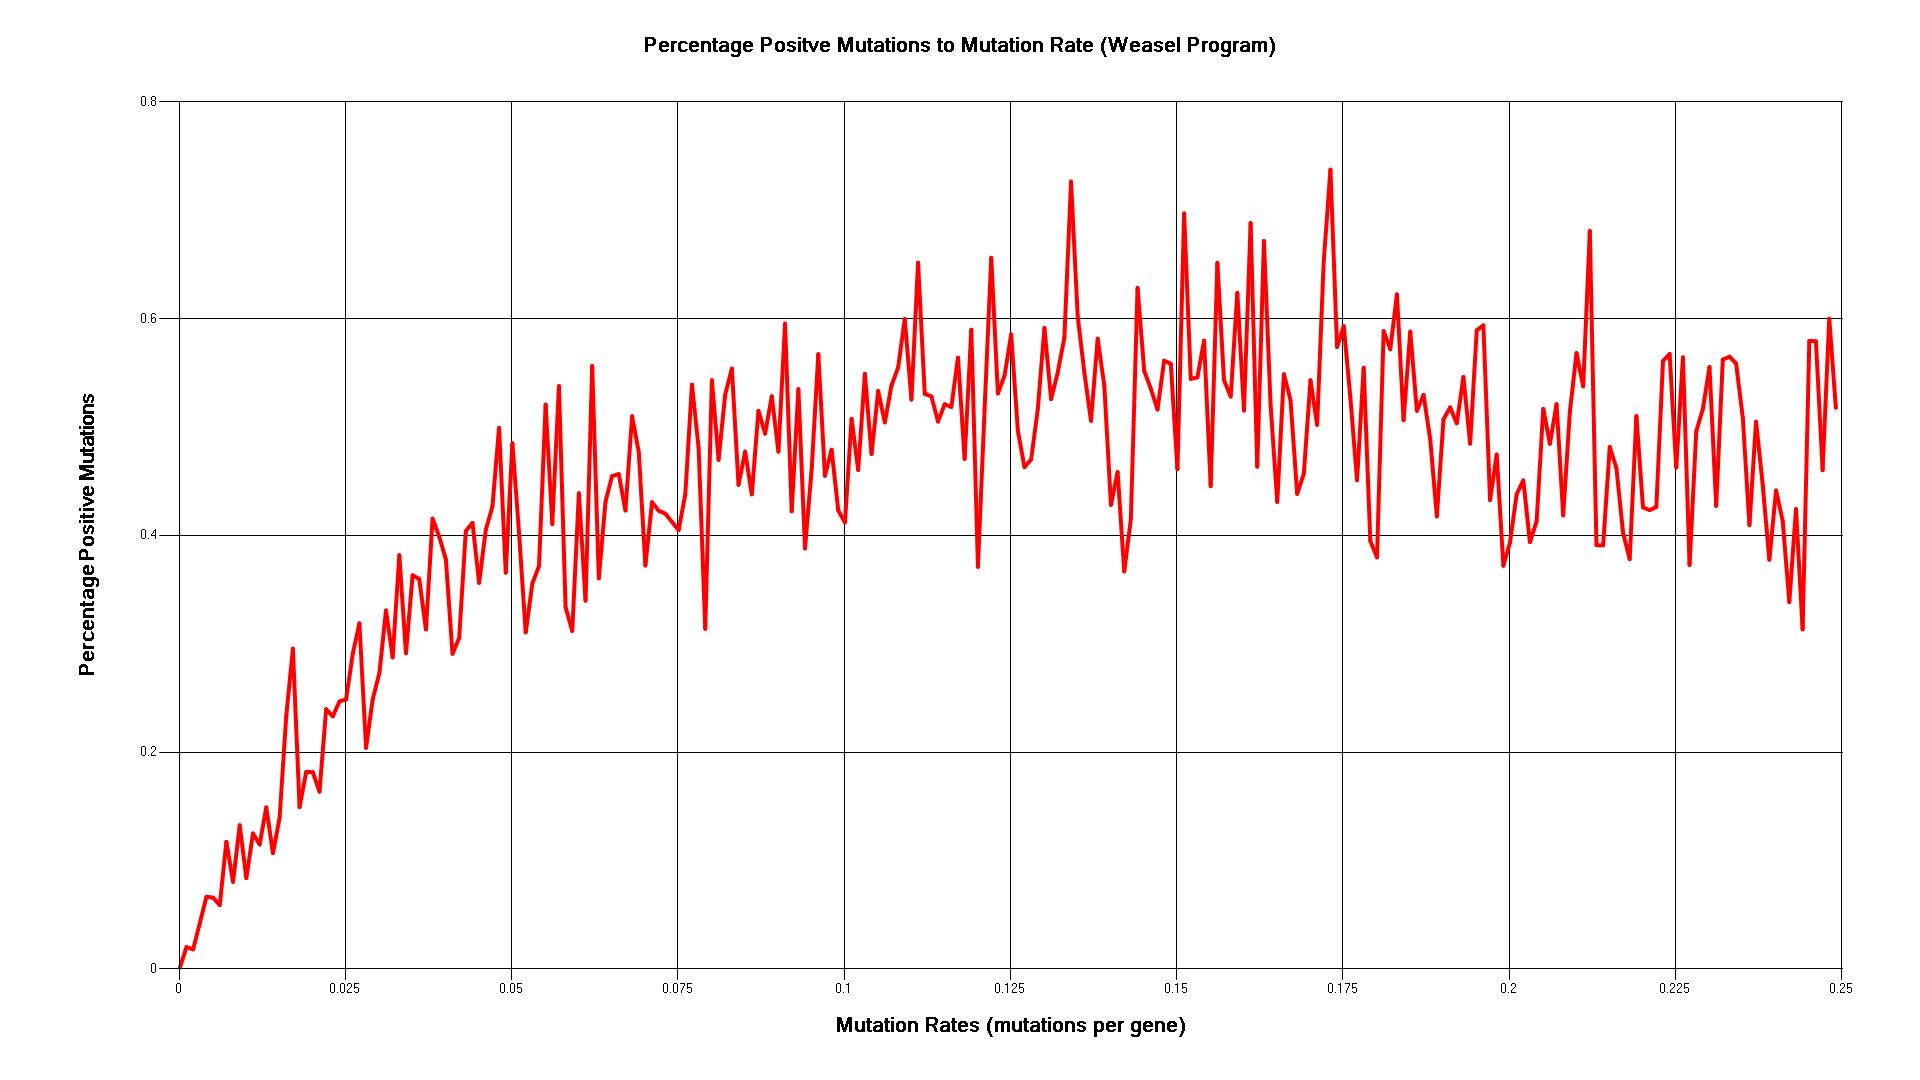 Percentage Positve Mutations to Mutation Rate (Weasel Program)
Percentage Positive Mutations
0.8
0.6
0.4
0.2
0
0 0.025 0.05 0.075 0.1 0.125 0.15 0.175 0.2 0.225 0.25
Mutation Rates (mutations per gene)